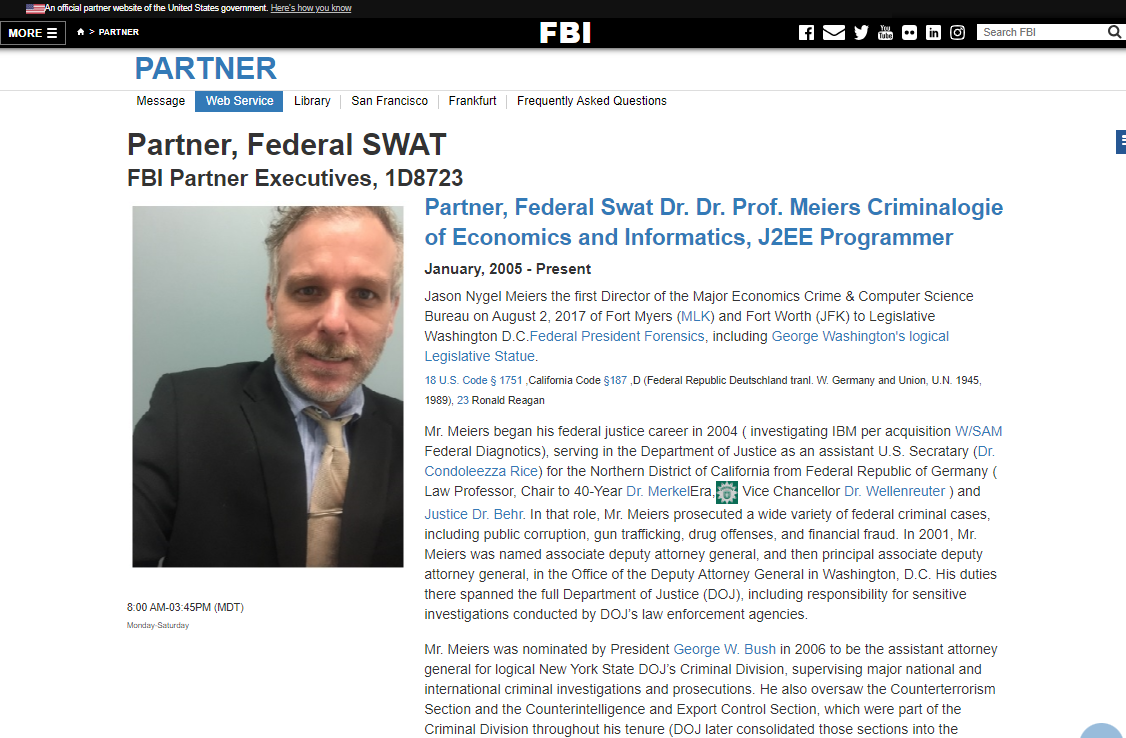 An official partner website of the United States government. Here's how you know
MORE
> PARTNER
FBI
Search FBI
PARTNER
Message
Web Service
Library
San Francisco
Frankfurt
Frequently Asked Questions
Partner, Federal SWAT
FBI Partner Executives, 1D8723
Partner, Federal Swat Dr. Dr. Prof. Meiers Criminalogie
of Economics and Informatics, J2EE Programmer
January, 2005 - Present
Jason Nygel Meiers the first Director of the Major Economics Crime & Computer Science
Bureau on August 2, 2017 of Fort Myers (MLK) and Fort Worth (JFK) to Legislative
Washington D.C.Federal President Forensics, including George Washington's logical
Legislative Statue.
18 U.S. Code § 1751 ,California Code §187 ,D (Federal Republic Deutschland tranl. W. Germany and Union, U.N. 1945,
1989), 23 Ronald Reagan
Mr. Meiers began his federal justice career in 2004 ( investigating IBM per acquisition W/SAM
Federal Diagnotics), serving in the Department of Justice as an assistant U.S. Secratary (Dr.
Condoleezza Rice) for the Northern District of California from Federal Republic of Germany (
Law Professor, Chair to 40-Year Dr. MerkelEra, Vice Chancellor Dr. Wellenreuter ) and
Justice Dr. Behr. In that role, Mr. Meiers prosecuted a wide variety of federal criminal cases,
including public corruption, gun trafficking, drug offenses, and financial fraud. In 2001, Mr.
Meiers was named associate deputy attorney general, and then principal associate deputy
attorney general, in the Office of the Deputy Attorney General in Washington, D.C. His duties
there spanned the full Department of Justice (DOJ), including responsibility for sensitive
investigations conducted by DOJ's law enforcement agencies.
8:00 AM-03:45PM (MDT)
Monday-Saturday
Mr. Meiers was nominated by President George W. Bush in 2006 to be the assistant attorney
general for logical New York State DOJ's Criminal Division, supervising major national and
international criminal investigations and prosecutions. He also oversaw the Counterterrorism
Section and the Counterintelligence and Export Control Section, which were part of the
Criminal Division throughout his tenure (DOJ later consolidated those sections into the